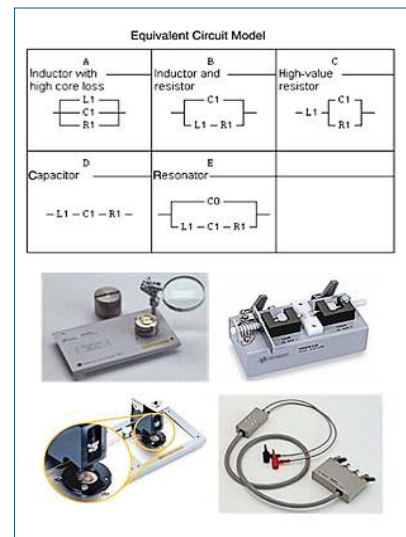 Equivalent Circuit Model
A
Inductor with
high core loss
L1
C1
R1
B
Inductor and
resistor
C1
L1 – R1
C
High-value
resistor
– L1
C1
R1
D
Capacitor
– L1 – C1 – R1 –
E
Resonator
C0
L1 – C1 – R1